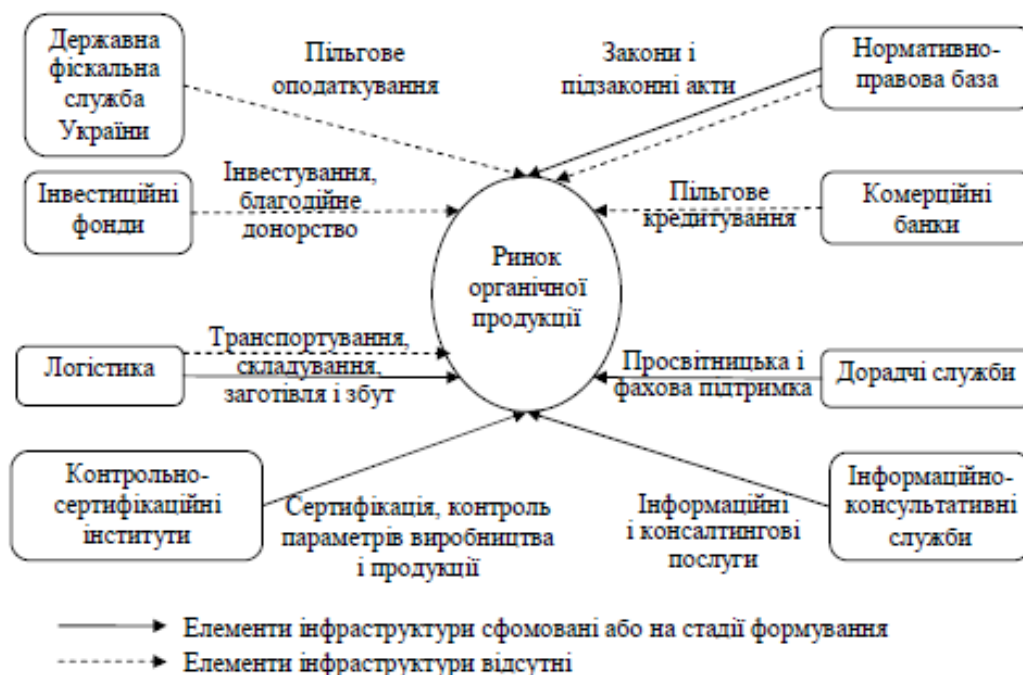 Державна
фіскальна
служба
України
Пільгове
оподаткування
Закони і
підзаконні акти
Нормативно-
правова база
Інвестиційні
фонди
Інвестування,
благодійне
донорство
Пільгове
кредитування
Комерційні
банки
Ринок
органічної
продукції
Логістика
Транспортування,
складування,
заготівля і збут
Просвітницька і
фахова підтримка
Дорадчі служби
Контрольно-
сертифікаційні
інститути
Сертифікація, контроль
параметрів виробництва
і продукції
Інформаційні
і консалтингові
послуги
Інформаційно-
консультативні
служби
Елементи інфраструктури сфомовані або на стадії формування
Елементи інфраструктури відсутні